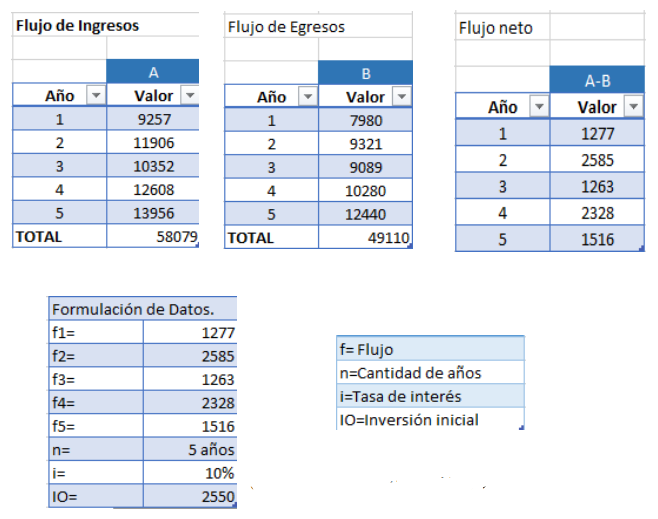 Flujo de Ingresos
A
Año Valor
1 9257
2 11906
3 10352
4 12608
5 13956
TOTAL 58079
Flujo de Egresos
B
Año Valor
1 7980
2 9321
3 9089
4 10280
5 12440
TOTAL 49110
Flujo neto
A-B
Año Valor
1 1277
2 2585
3 1263
4 2328
5 1516
Formulación de Datos.
f1= 1277
f2= 2585
f3= 1263
f4= 2328
f5= 1516
n= 5 años
i= 10%
IO= 2550
f= Flujo
n=Cantidad de años
i=Tasa de interés
IO=Inversión inicial